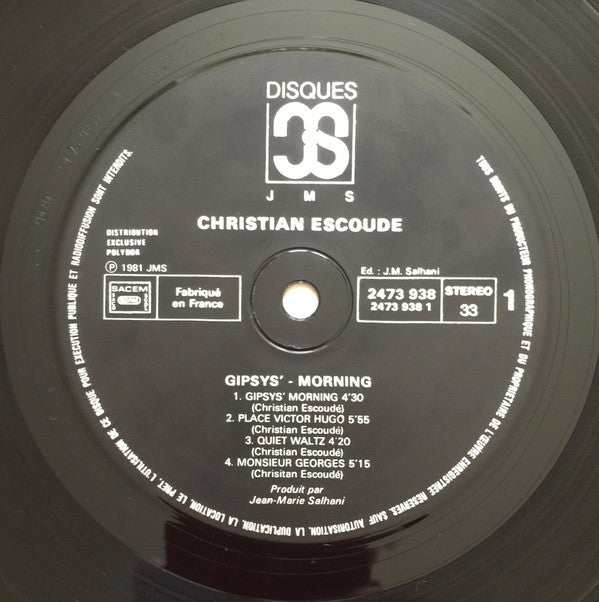 DISQUES
JMS
CHRISTIAN ESCOUDE
DISTRIBUTION
EXCLUSIVE
POLYDOR
Ⓟ 1981 JMS
SACEM
Fabriqué
en France
Ed. : J.M. Salhani
2473 938
2473 938 1
STEREO
33
1
GIPSYS' - MORNING
1. GIPSYS' MORNING 4'30
(Christian Escoudé)
2. PLACE VICTOR HUGO 5'55
(Christian Escoudé)
3. QUIET WALTZ 4'20
(Christian Escoudé)
4. MONSIEUR GEORGES 5'15
(Chrisitan Escoudé)
Produit par
Jean-Marie Salhani
TOUS DROITS DU PRODUCTEUR PHONOGRAPHIQUE ET DU PROPRIETAIRE DE L'ŒUVRE ENREGISTREE RESERVES. SAUF AUTORISATION, LA DUPLICATION, LA LOCATION, LE PRET, L'UTILISATION DE CE DISQUE POUR EXECUTION PUBLIQUE ET RADIODIFFUSION SONT INTERDITS.